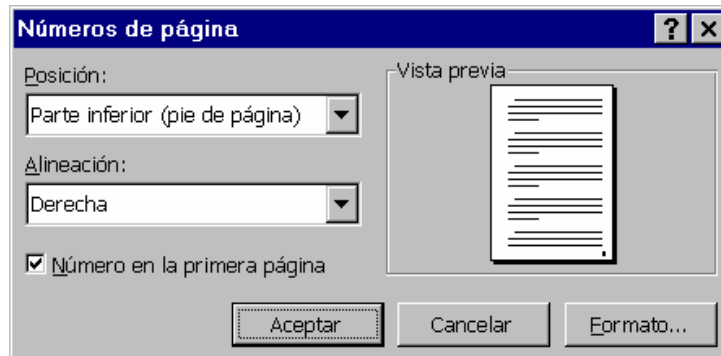 Números de página
Posición:
Parte inferior (pie de página)
Alineación:
Derecha
Número en la primera página
Vista previa
Aceptar
Cancelar
Formato...